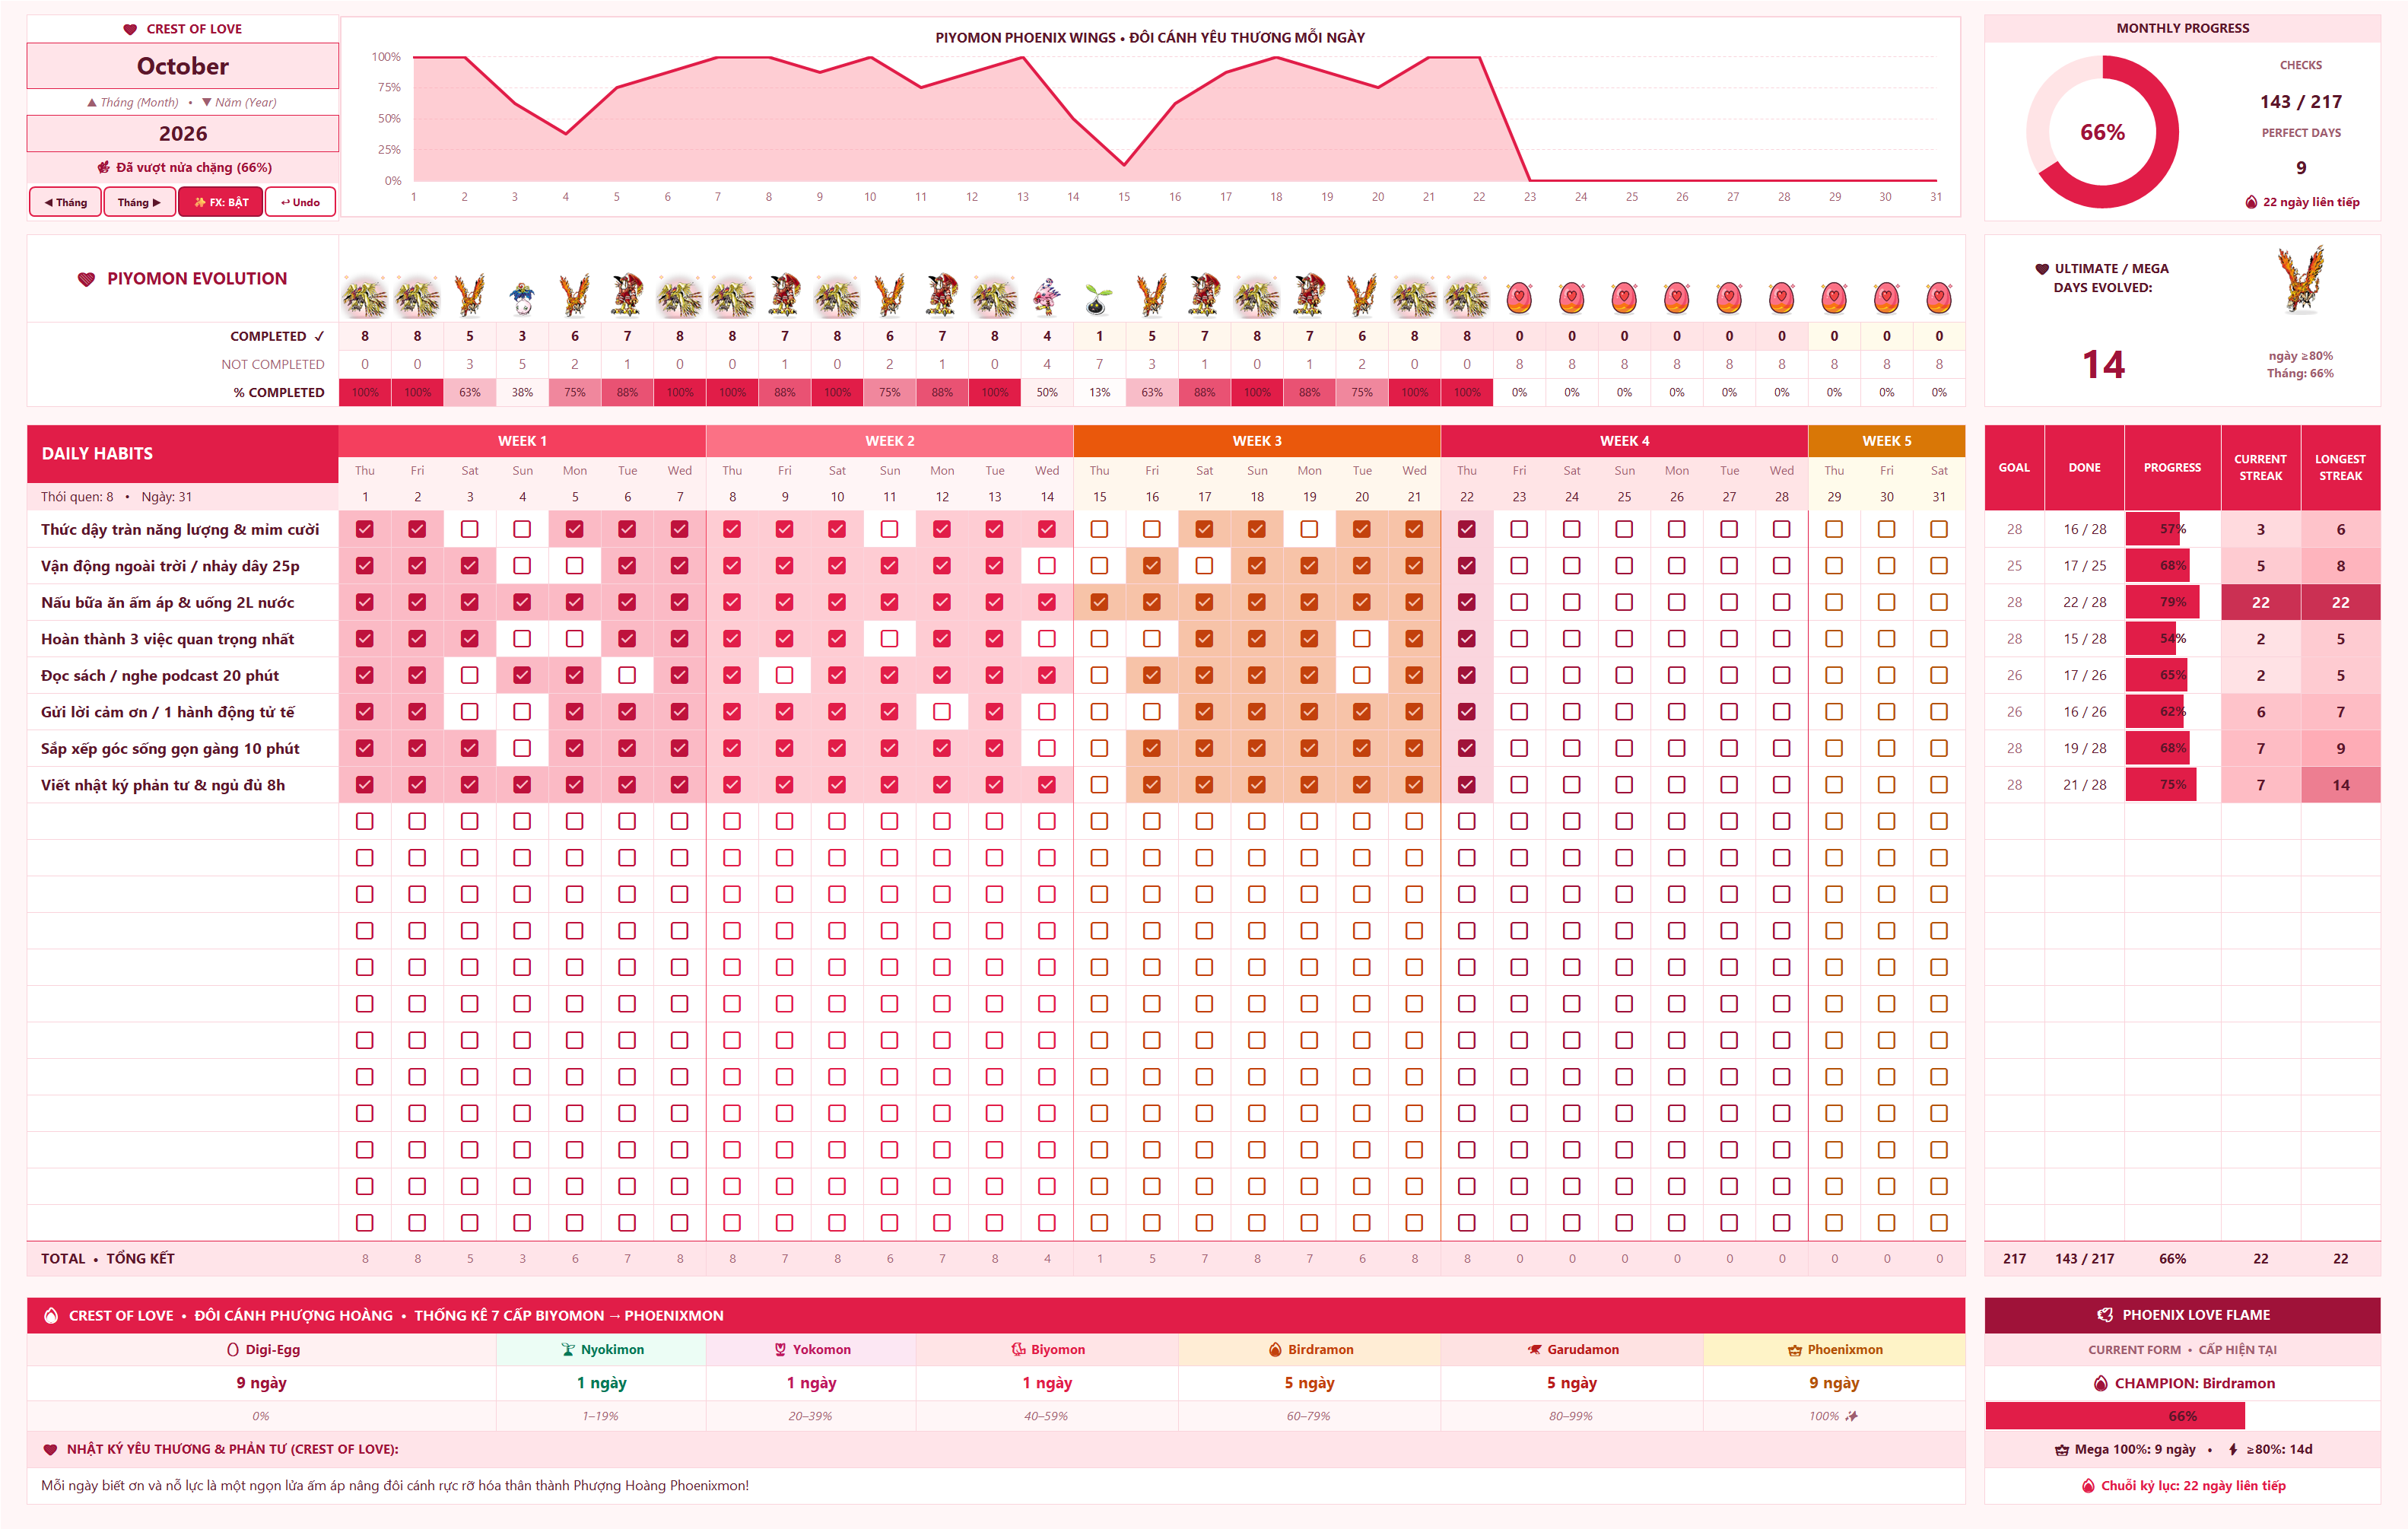 CREST OF LOVE
October
▲ Tháng (Month) • ▼ Năm (Year)
2026
Đã vượt nửa chặng (66%)
◀ Tháng Tháng ▶ FX: BẬT ↩ Undo
PIYOMON PHOENIX WINGS • ĐÔI CÁNH YÊU THƯƠNG MỖI NGÀY
100%
75%
50%
25%
0%
1 2 3 4 5 6 7 8 9 10 11 12 13 14 15 16 17 18 19 20 21 22 23 24 25 26 27 28 29 30 31
MONTHLY PROGRESS
66%
CHECKS
143 / 217
PERFECT DAYS
9
22 ngày liên tiếp
PIYOMON EVOLUTION
COMPLETED ✓ 8 8 5 3 6 7 8 8 7 8 6 7 8 4 1 5 7 8 7 6 8 8 0 0 0 0 0 0 0 0 0
NOT COMPLETED 0 0 3 5 2 1 0 0 1 0 2 1 0 4 7 3 1 0 1 2 0 0 8 8 8 8 8 8 8 8 8
% COMPLETED 100% 100% 63% 38% 75% 88% 100% 100% 88% 100% 75% 88% 100% 50% 13% 63% 88% 100% 88% 75% 100% 100% 0% 0% 0% 0% 0% 0% 0% 0% 0%
ULTIMATE / MEGA
DAYS EVOLVED:
14
ngày ≥80%
Tháng: 66%
DAILY HABITS
WEEK 1 WEEK 2 WEEK 3 WEEK 4 WEEK 5
Thu Fri Sat Sun Mon Tue Wed Thu Fri Sat Sun Mon Tue Wed Thu Fri Sat Sun Mon Tue Wed Thu Fri Sat Sun Mon Tue Wed Thu Fri Sat
Thói quen: 8 • Ngày: 31 1 2 3 4 5 6 7 8 9 10 11 12 13 14 15 16 17 18 19 20 21 22 23 24 25 26 27 28 29 30 31
GOAL DONE PROGRESS CURRENT STREAK LONGEST STREAK
Thức dậy tràn năng lượng & mỉm cười 28 16 / 28 57% 3 6
Vận động ngoài trời / nhảy dây 25p 25 17 / 25 68% 5 8
Nấu bữa ăn ấm áp & uống 2L nước 28 22 / 28 79% 22 22
Hoàn thành 3 việc quan trọng nhất 28 15 / 28 54% 2 5
Đọc sách / nghe podcast 20 phút 26 17 / 26 65% 2 5
Gửi lời cảm ơn / 1 hành động tử tế 26 16 / 26 62% 6 7
Sắp xếp góc sống gọn gàng 10 phút 28 19 / 28 68% 7 9
Viết nhật ký phản tư & ngủ đủ 8h 28 21 / 28 75% 7 14
TOTAL • TỔNG KẾT 8 8 5 3 6 7 8 8 7 8 6 7 8 4 1 5 7 8 7 6 8 8 0 0 0 0 0 0 0 0 0 217 143 / 217 66% 22 22
CREST OF LOVE • ĐÔI CÁNH PHƯỢNG HOÀNG • THỐNG KÊ 7 CẤP BIYOMON → PHOENIXMON
Digi-Egg Nyokimon Yokomon Biyomon Birdramon Garudamon Phoenixmon
9 ngày 1 ngày 1 ngày 1 ngày 5 ngày 5 ngày 9 ngày
0% 1–19% 20–39% 40–59% 60–79% 80–99% 100%
NHẬT KÝ YÊU THƯƠNG & PHẢN TƯ (CREST OF LOVE):
Mỗi ngày biết ơn và nỗ lực là một ngọn lửa ấm áp nâng đôi cánh rực rỡ hóa thân thành Phượng Hoàng Phoenixmon!
PHOENIX LOVE FLAME
CURRENT FORM • CẤP HIỆN TẠI
CHAMPION: Birdramon
66%
Mega 100%: 9 ngày • ≥80%: 14d
Chuỗi kỷ lục: 22 ngày liên tiếp